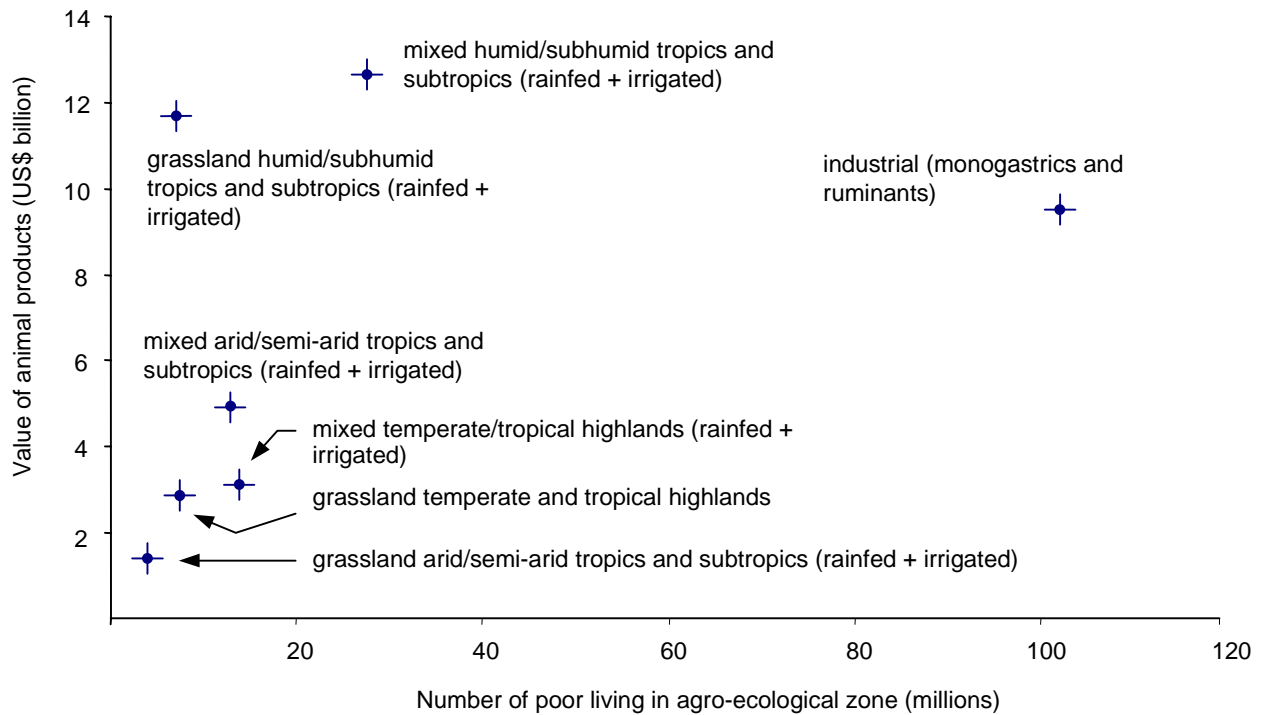 14
12
10
8
6
4
2
Value of animal products (US$ billion)
mixed humid/subhumid tropics and
subtropics (rainfed + irrigated)
grassland humid/subhumid
tropics and subtropics (rainfed +
irrigated)
industrial (monogastrics and
ruminants)
mixed arid/semi-arid tropics and
subtropics (rainfed + irrigated)
mixed temperate/tropical highlands (rainfed +
irrigated)
grassland temperate and tropical highlands
grassland arid/semi-arid tropics and subtropics (rainfed + irrigated)
20 40 60 80 100 120
Number of poor living in agro-ecological zone (millions)